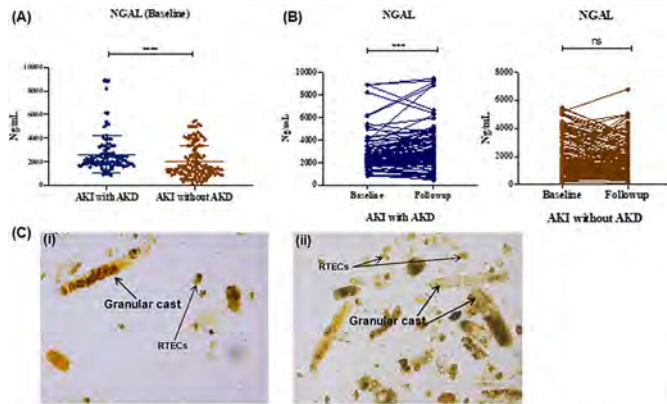 (A)
NGAL (Baseline)
****
Ng/mL
10000
8000
6000
4000
2000
0
AKI with AKD
AKI without AKD
(B)
NGAL
***
Ng/mL
10000
8000
6000
4000
2000
0
Baseline
Followup
AKI with AKD
NGAL
ns
Ng/mL
8000
6000
4000
2000
0
Baseline
Followup
AKI without AKD
(C)
(i)
Granular cast
RTECs
(ii)
RTECs
Granular cast